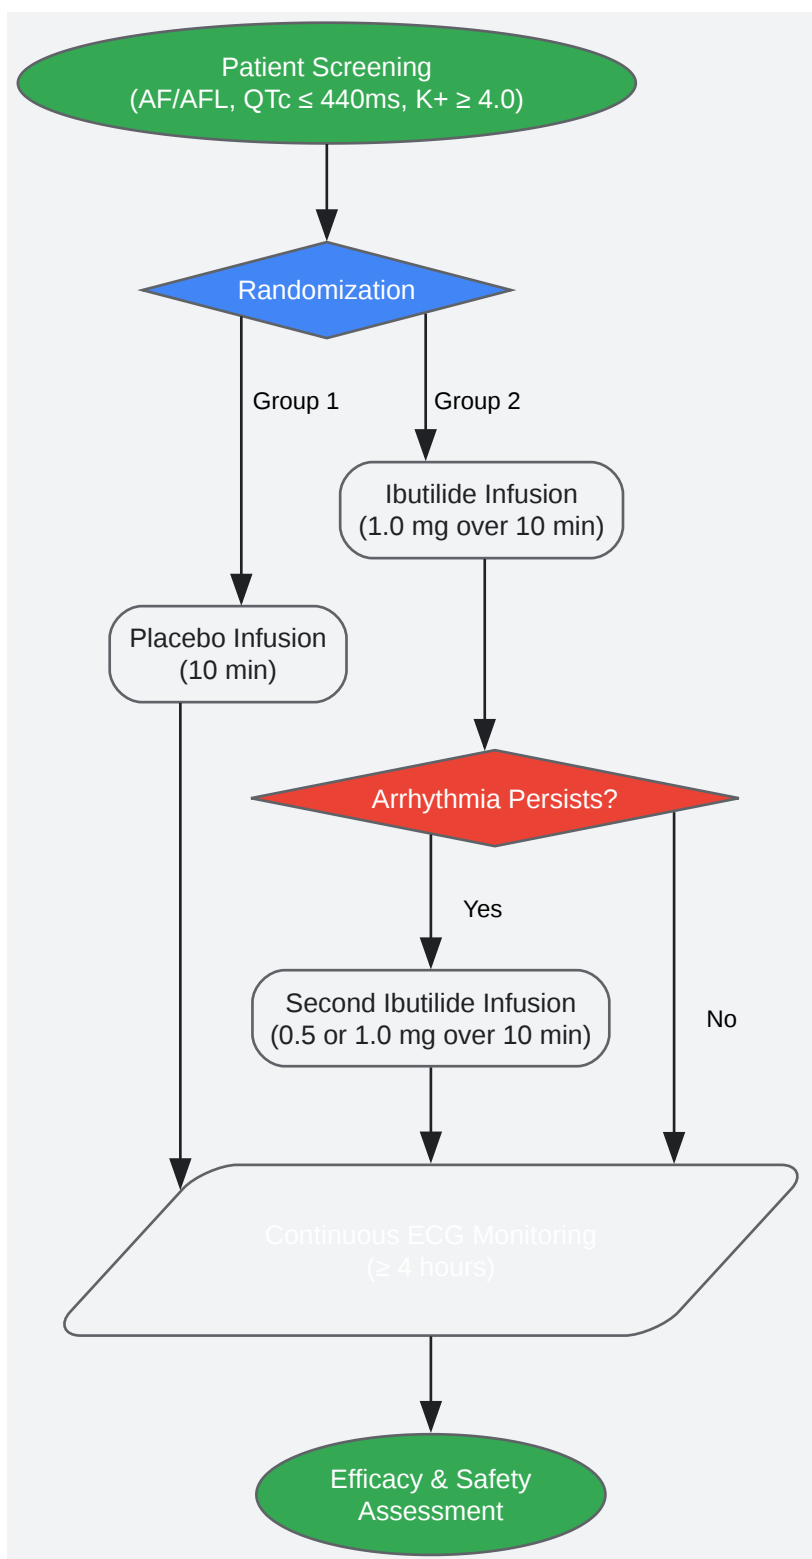 Patient Screening
(AF/AFL, QTc ≤ 440ms, K+ ≥ 4.0)
Randomization
Group 1
Group 2
Ibutilide Infusion
(1.0 mg over 10 min)
Placebo Infusion
(10 min)
Arrhythmia Persists?
Yes
Second Ibutilide Infusion
(0.5 or 1.0 mg over 10 min)
No
Continuous ECG Monitoring
(≥ 4 hours)
Efficacy & Safety
Assessment